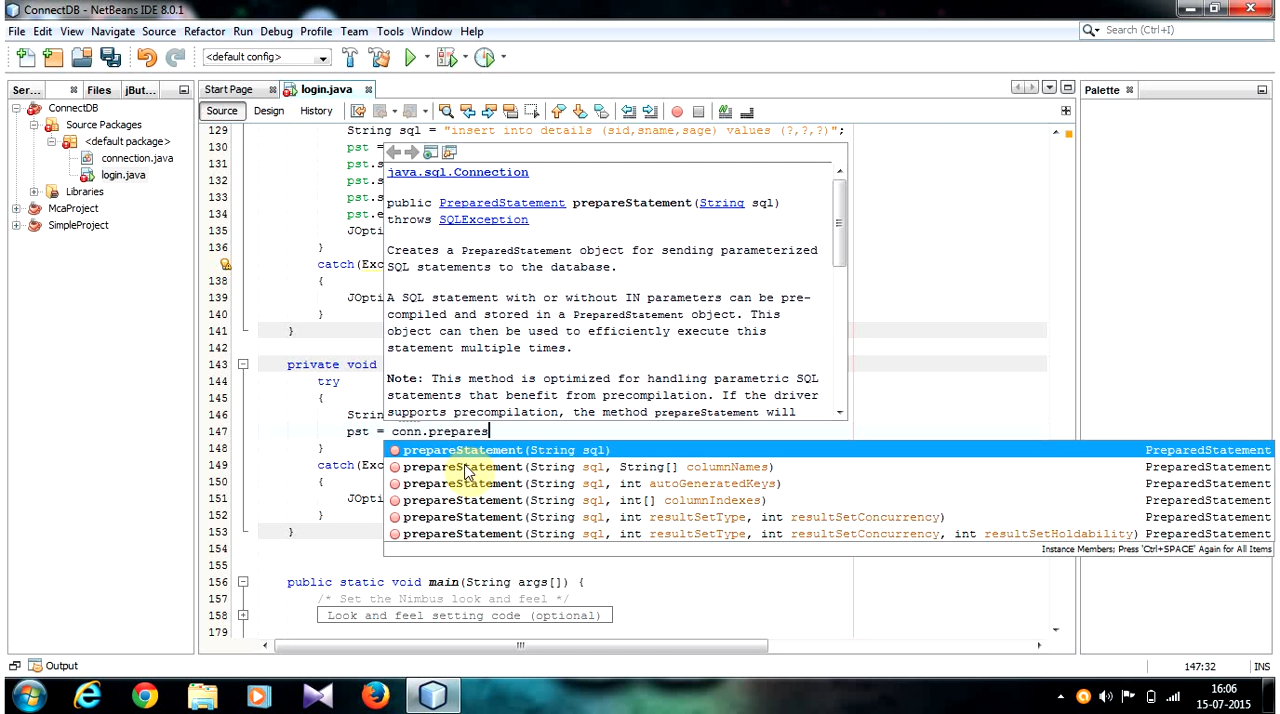 ConnectDB - NetBeans IDE 8.0.1
File Edit View Navigate Source Refactor Run Debug Profile Team Tools Window Help
Search (Ctrl+I)
<default config>
Ser... Files jBut...
Start Page login.java
Palette
Source Design History
ConnectDB
Source Packages
<default package>
connection.java
login.java
Libraries
McaProject
SimpleProject
129 String sql = "insert into details (sid,sname,sage) values (?,?,?)";
130 pst =
131 pst.s
132 pst.s
133 pst.s
134 pst.e
135 JOpti
136 }
catch(Exc
138 {
139 JOpti
140 }
141 }
142
143 private void
144 try
145 {
146 Strin
147 pst = conn.prepares
148 }
149 catch(Exc
150 {
151 JOpti
152 }
153 }
154
155
156 public static void main(String args[]) {
157 /* Set the Nimbus look and feel */
158 Look and feel setting code (optional)
179
java.sql.Connection
public PreparedStatement prepareStatement(String sql)
throws SQLException
Creates a PreparedStatement object for sending parameterized
SQL statements to the database.
A SQL statement with or without IN parameters can be pre-
compiled and stored in a PreparedStatement object. This
object can then be used to efficiently execute this
statement multiple times.
Note: This method is optimized for handling parametric SQL
statements that benefit from precompilation. If the driver
supports precompilation, the method prepareStatement will
prepareStatement(String sql) PreparedStatement
prepareStatement(String sql, String[] columnNames) PreparedStatement
prepareStatement(String sql, int autoGeneratedKeys) PreparedStatement
prepareStatement(String sql, int[] columnIndexes) PreparedStatement
prepareStatement(String sql, int resultSetType, int resultSetConcurrency) PreparedStatement
prepareStatement(String sql, int resultSetType, int resultSetConcurrency, int resultSetHoldability) PreparedStatement
Instance Members; Press 'Ctrl+SPACE' Again for All Items
Output
147:32 INS
16:06
15-07-2015